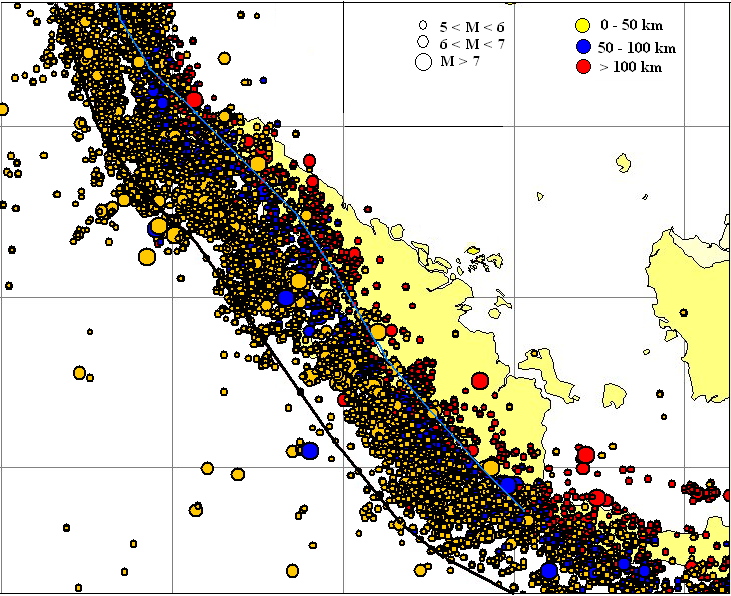 5 < M < 6
6 < M < 7
M > 7
0 - 50 km
50 - 100 km
> 100 km